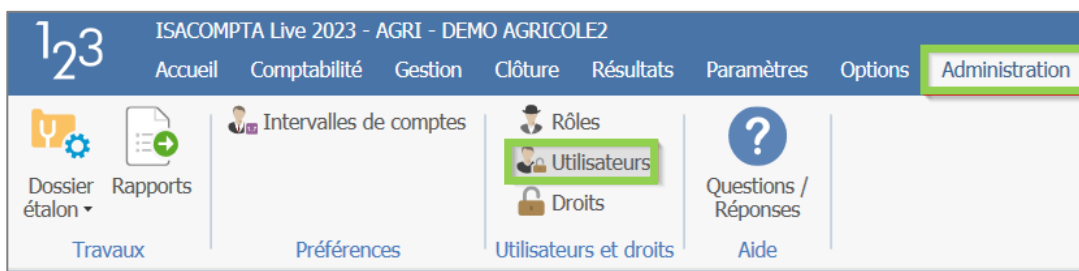 123
ISACOMPTA Live 2023 - AGRI - DEMO AGRICOLE2
Accueil Comptabilité Gestion Clôture Résultats Paramètres Options Administration
Dossier étalon
Rapports
Travaux
Intervalles de comptes
Préférences
Rôles
Utilisateurs
Droits
Utilisateurs et droits
?
Questions /
Réponses
Aide